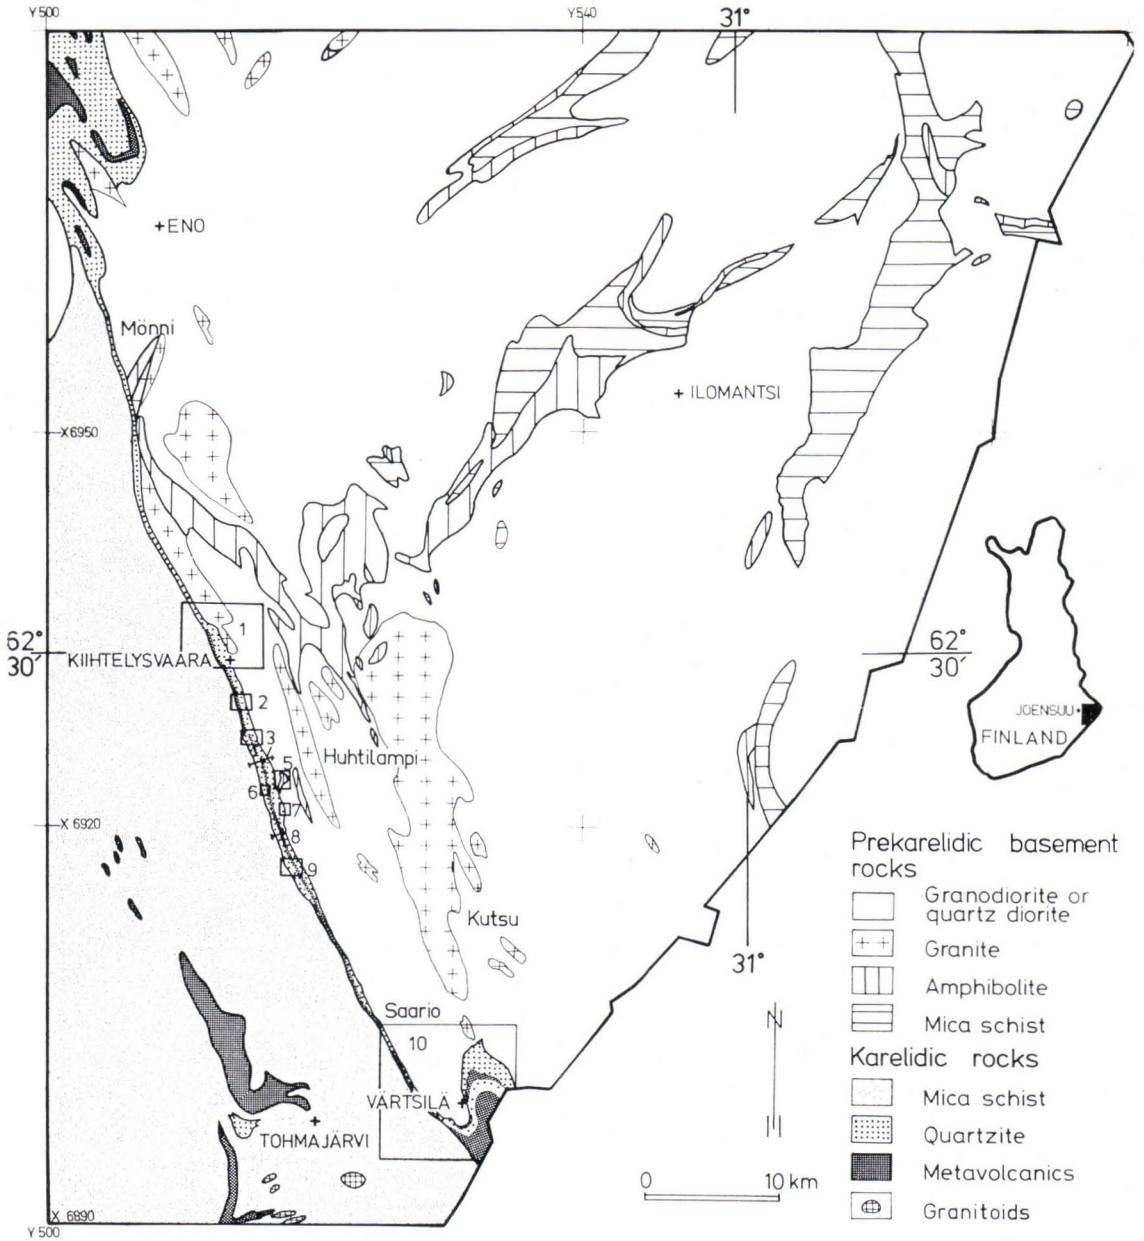 Y 500
Y 540
31°
+ENO
Mönni
+ ILOMANTSI
X 6950
62°
30′
1
KIIHTELYSVAARA
62°
30′
2
JOENSUU
3
FINLAND
Huhtilampi
5
6
7
X 6920
8
9
Prekarelidic basement
rocks
Granodiorite or
quartz diorite
Kutsu
Granite
31°
Amphibolite
Saario
N
Mica schist
10
Karelidic rocks
VÄRTSILÄ
Mica schist
Quartzite
TOHMAJÄRVI
Metavolcanics
0 10 km
Granitoids
X 6890
Y 500